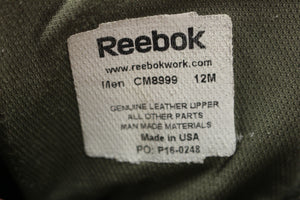 Reebok
www.reebokwork.com
Men CM8999 12M
GENUINE LEATHER UPPER
ALL OTHER PARTS
MAN MADE MATERIALS
Made in USA
PO: P16-0248